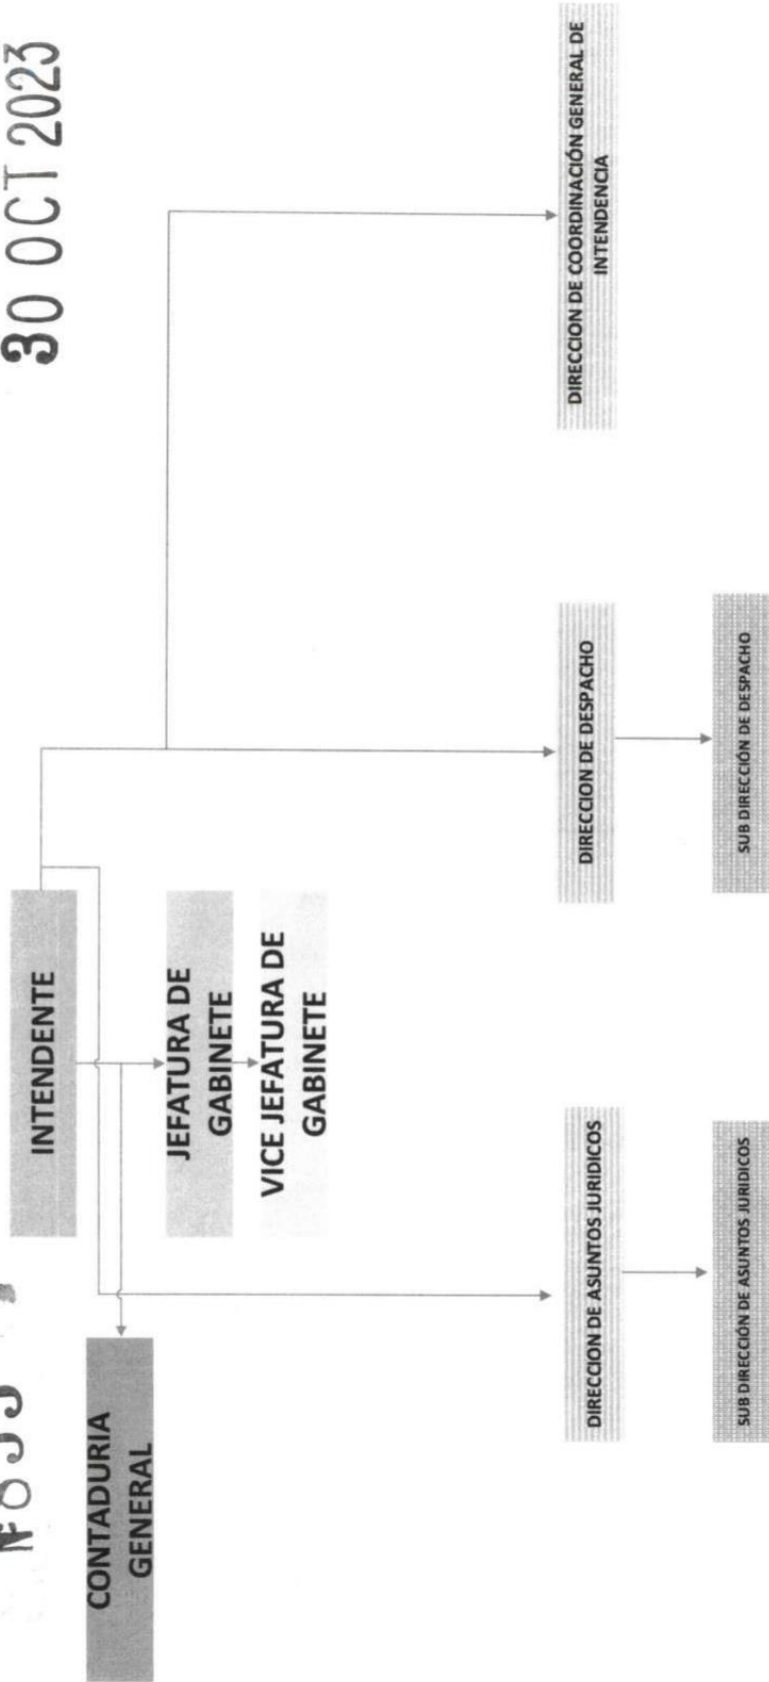 30 OCT 2023
INTENDENTE
CONTADURIA
GENERAL
JEFATURA DE
GABINETE
VICE JEFATURA DE
GABINETE
DIRECCION DE ASUNTOS JURIDICOS
DIRECCION DE DESPACHO
DIRECCION DE COORDINACIÓN GENERAL DE
INTENDENCIA
SUB DIRECCIÓN DE ASUNTOS JURIDICOS
SUB DIRECCIÓN DE DESPACHO